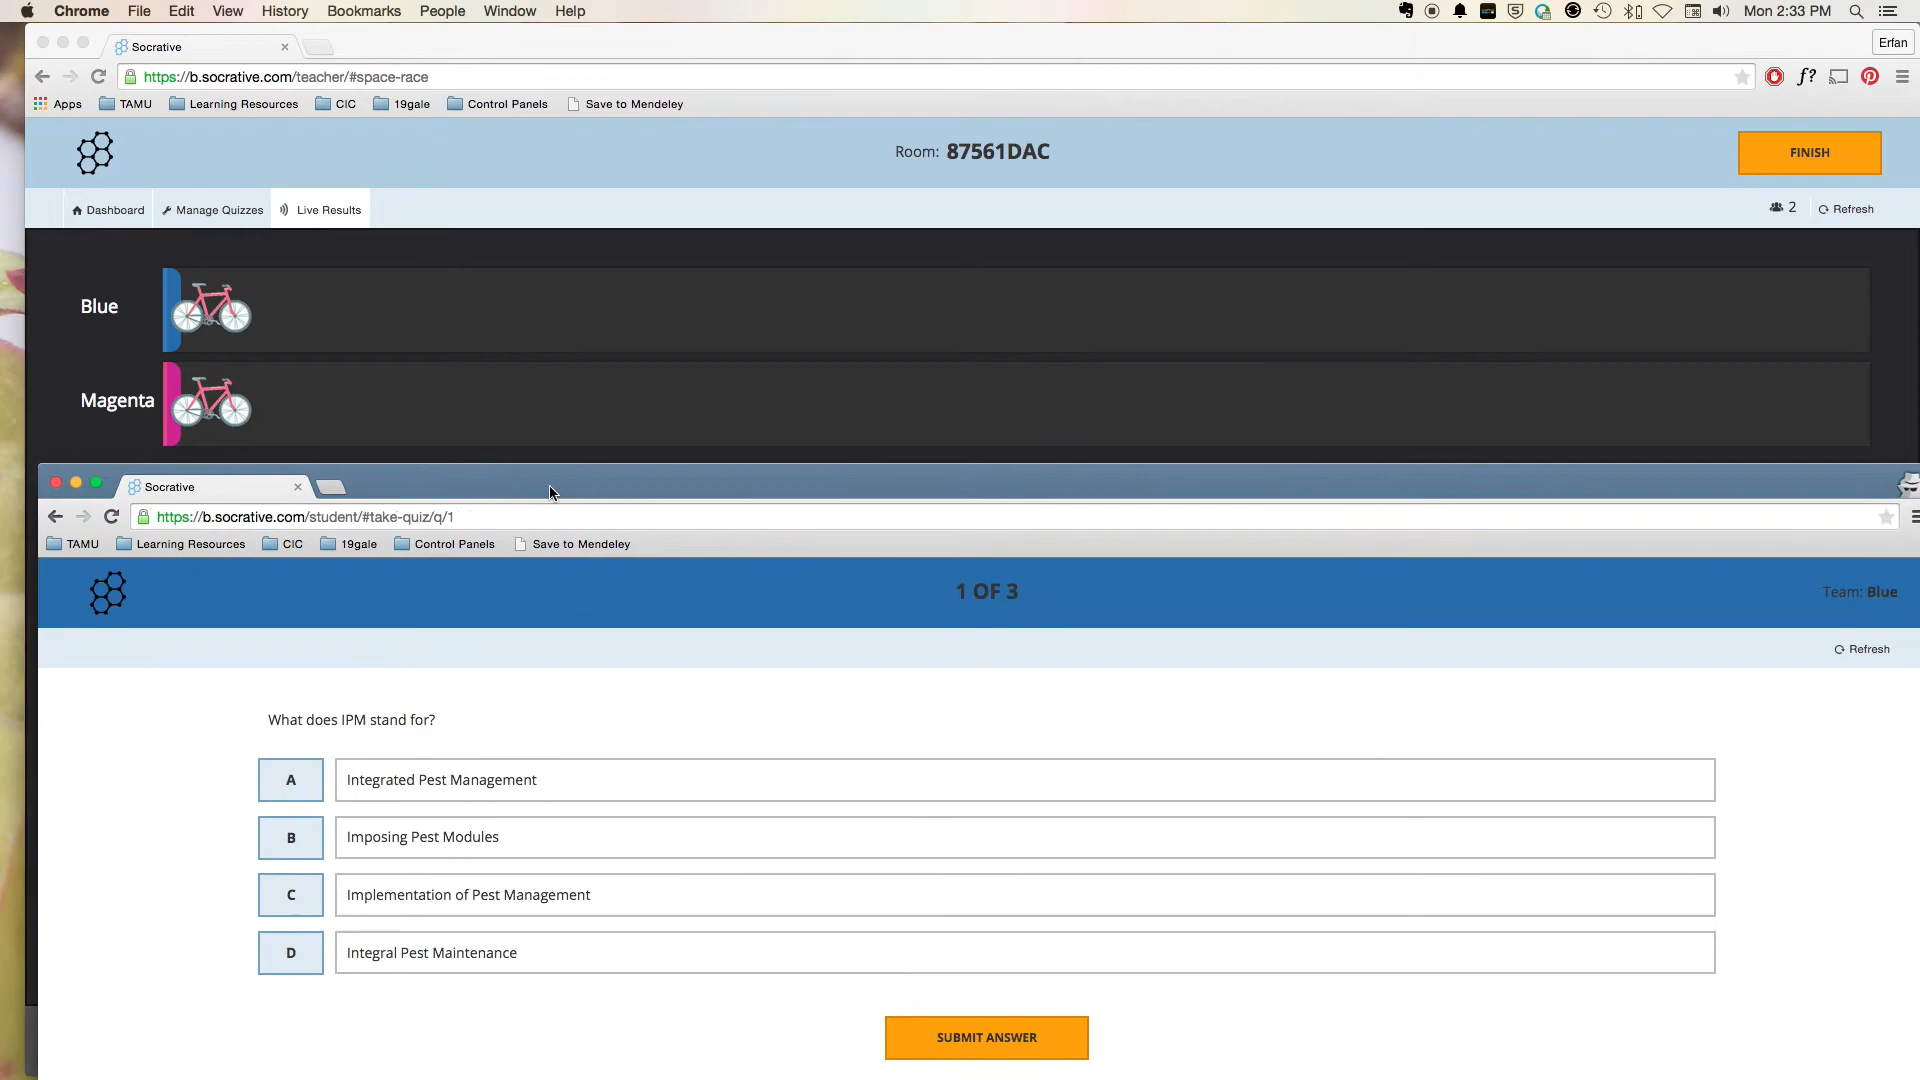 Chrome File Edit View History Bookmarks People Window Help Mon 2:33 PM
Socrative Erfan
https://b.socrative.com/teacher/#space-race f?
Apps TAMU Learning Resources CIC 19gale Control Panels Save to Mendeley
Room: 87561DAC FINISH
Dashboard Manage Quizzes Live Results 2 Refresh
Blue
Magenta
Socrative
https://b.socrative.com/student/#take-quiz/q/1
TAMU Learning Resources CIC 19gale Control Panels Save to Mendeley
1 OF 3 Team: Blue
Refresh
What does IPM stand for?
A Integrated Pest Management
B Imposing Pest Modules
C Implementation of Pest Management
D Integral Pest Maintenance
SUBMIT ANSWER